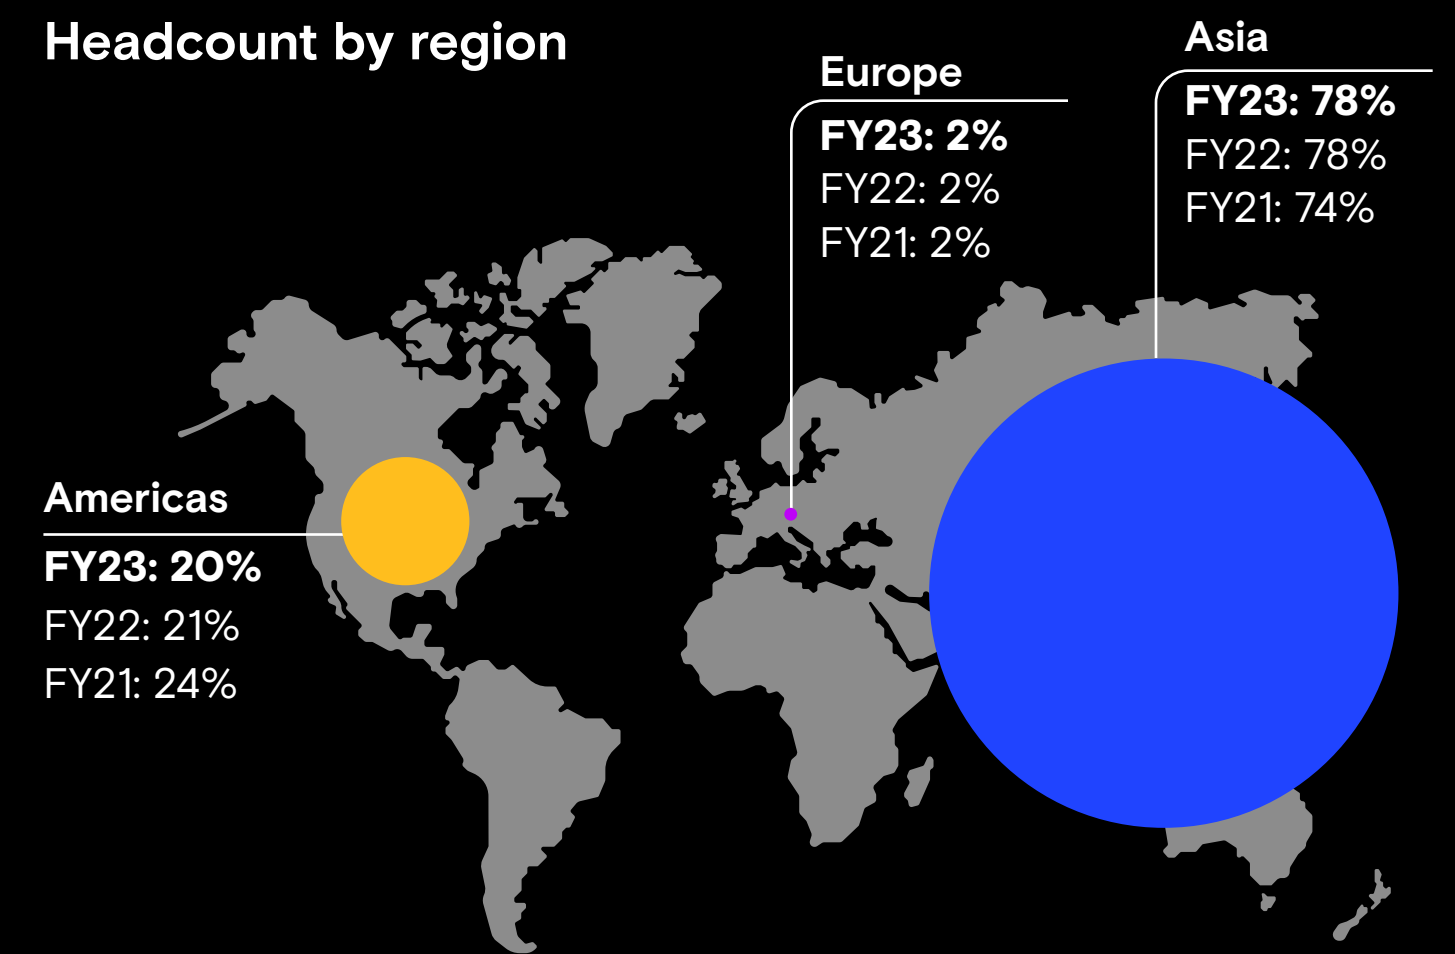 Headcount by region
Americas
FY23: 20%
FY22: 21%
FY21: 24%
Europe
FY23: 2%
FY22: 2%
FY21: 2%
Asia
FY23: 78%
FY22: 78%
FY21: 74%